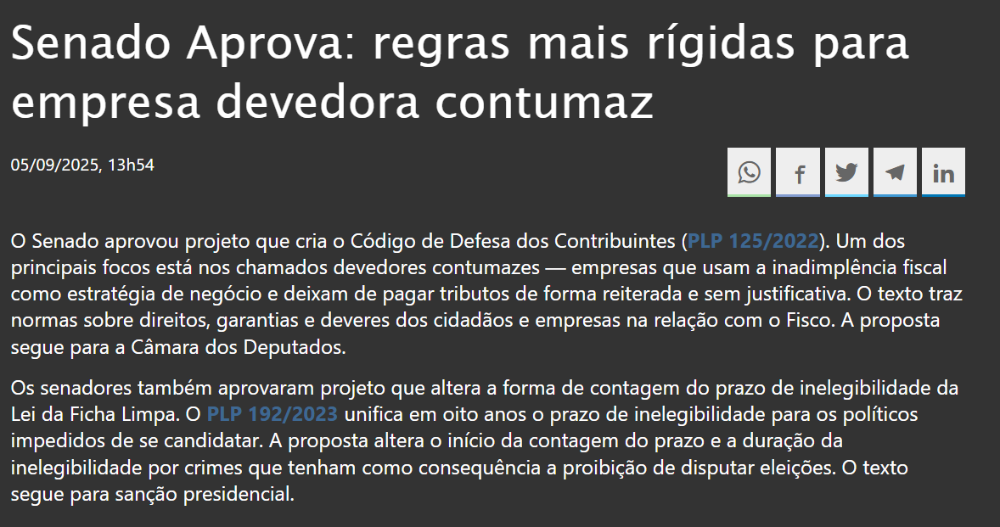 Senado Aprova: regras mais rígidas para
empresa devedora contumaz
05/09/2025, 13h54
O Senado aprovou projeto que cria o Código de Defesa dos Contribuintes (PLP 125/2022). Um dos
principais focos está nos chamados devedores contumazes — empresas que usam a inadimplência fiscal
como estratégia de negócio e deixam de pagar tributos de forma reiterada e sem justificativa. O texto traz
normas sobre direitos, garantias e deveres dos cidadãos e empresas na relação com o Fisco. A proposta
segue para a Câmara dos Deputados.
Os senadores também aprovaram projeto que altera a forma de contagem do prazo de inelegibilidade da
Lei da Ficha Limpa. O PLP 192/2023 unifica em oito anos o prazo de inelegibilidade para os políticos
impedidos de se candidatar. A proposta altera o início da contagem do prazo e a duração da
inelegibilidade por crimes que tenham como consequência a proibição de disputar eleições. O texto
segue para sanção presidencial.